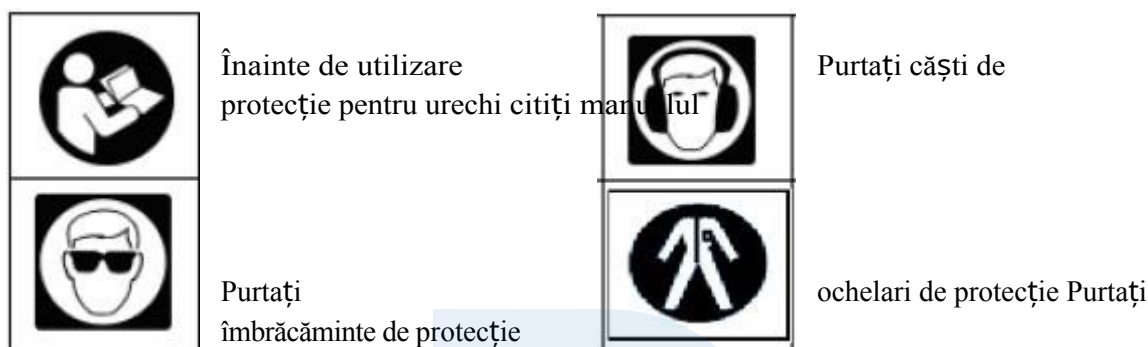 Înainte de utilizare
Purtați căști de
protecție pentru urechi citiți manualul
Purtați
ochelari de protecție Purtați
îmbrăcăminte de protecție